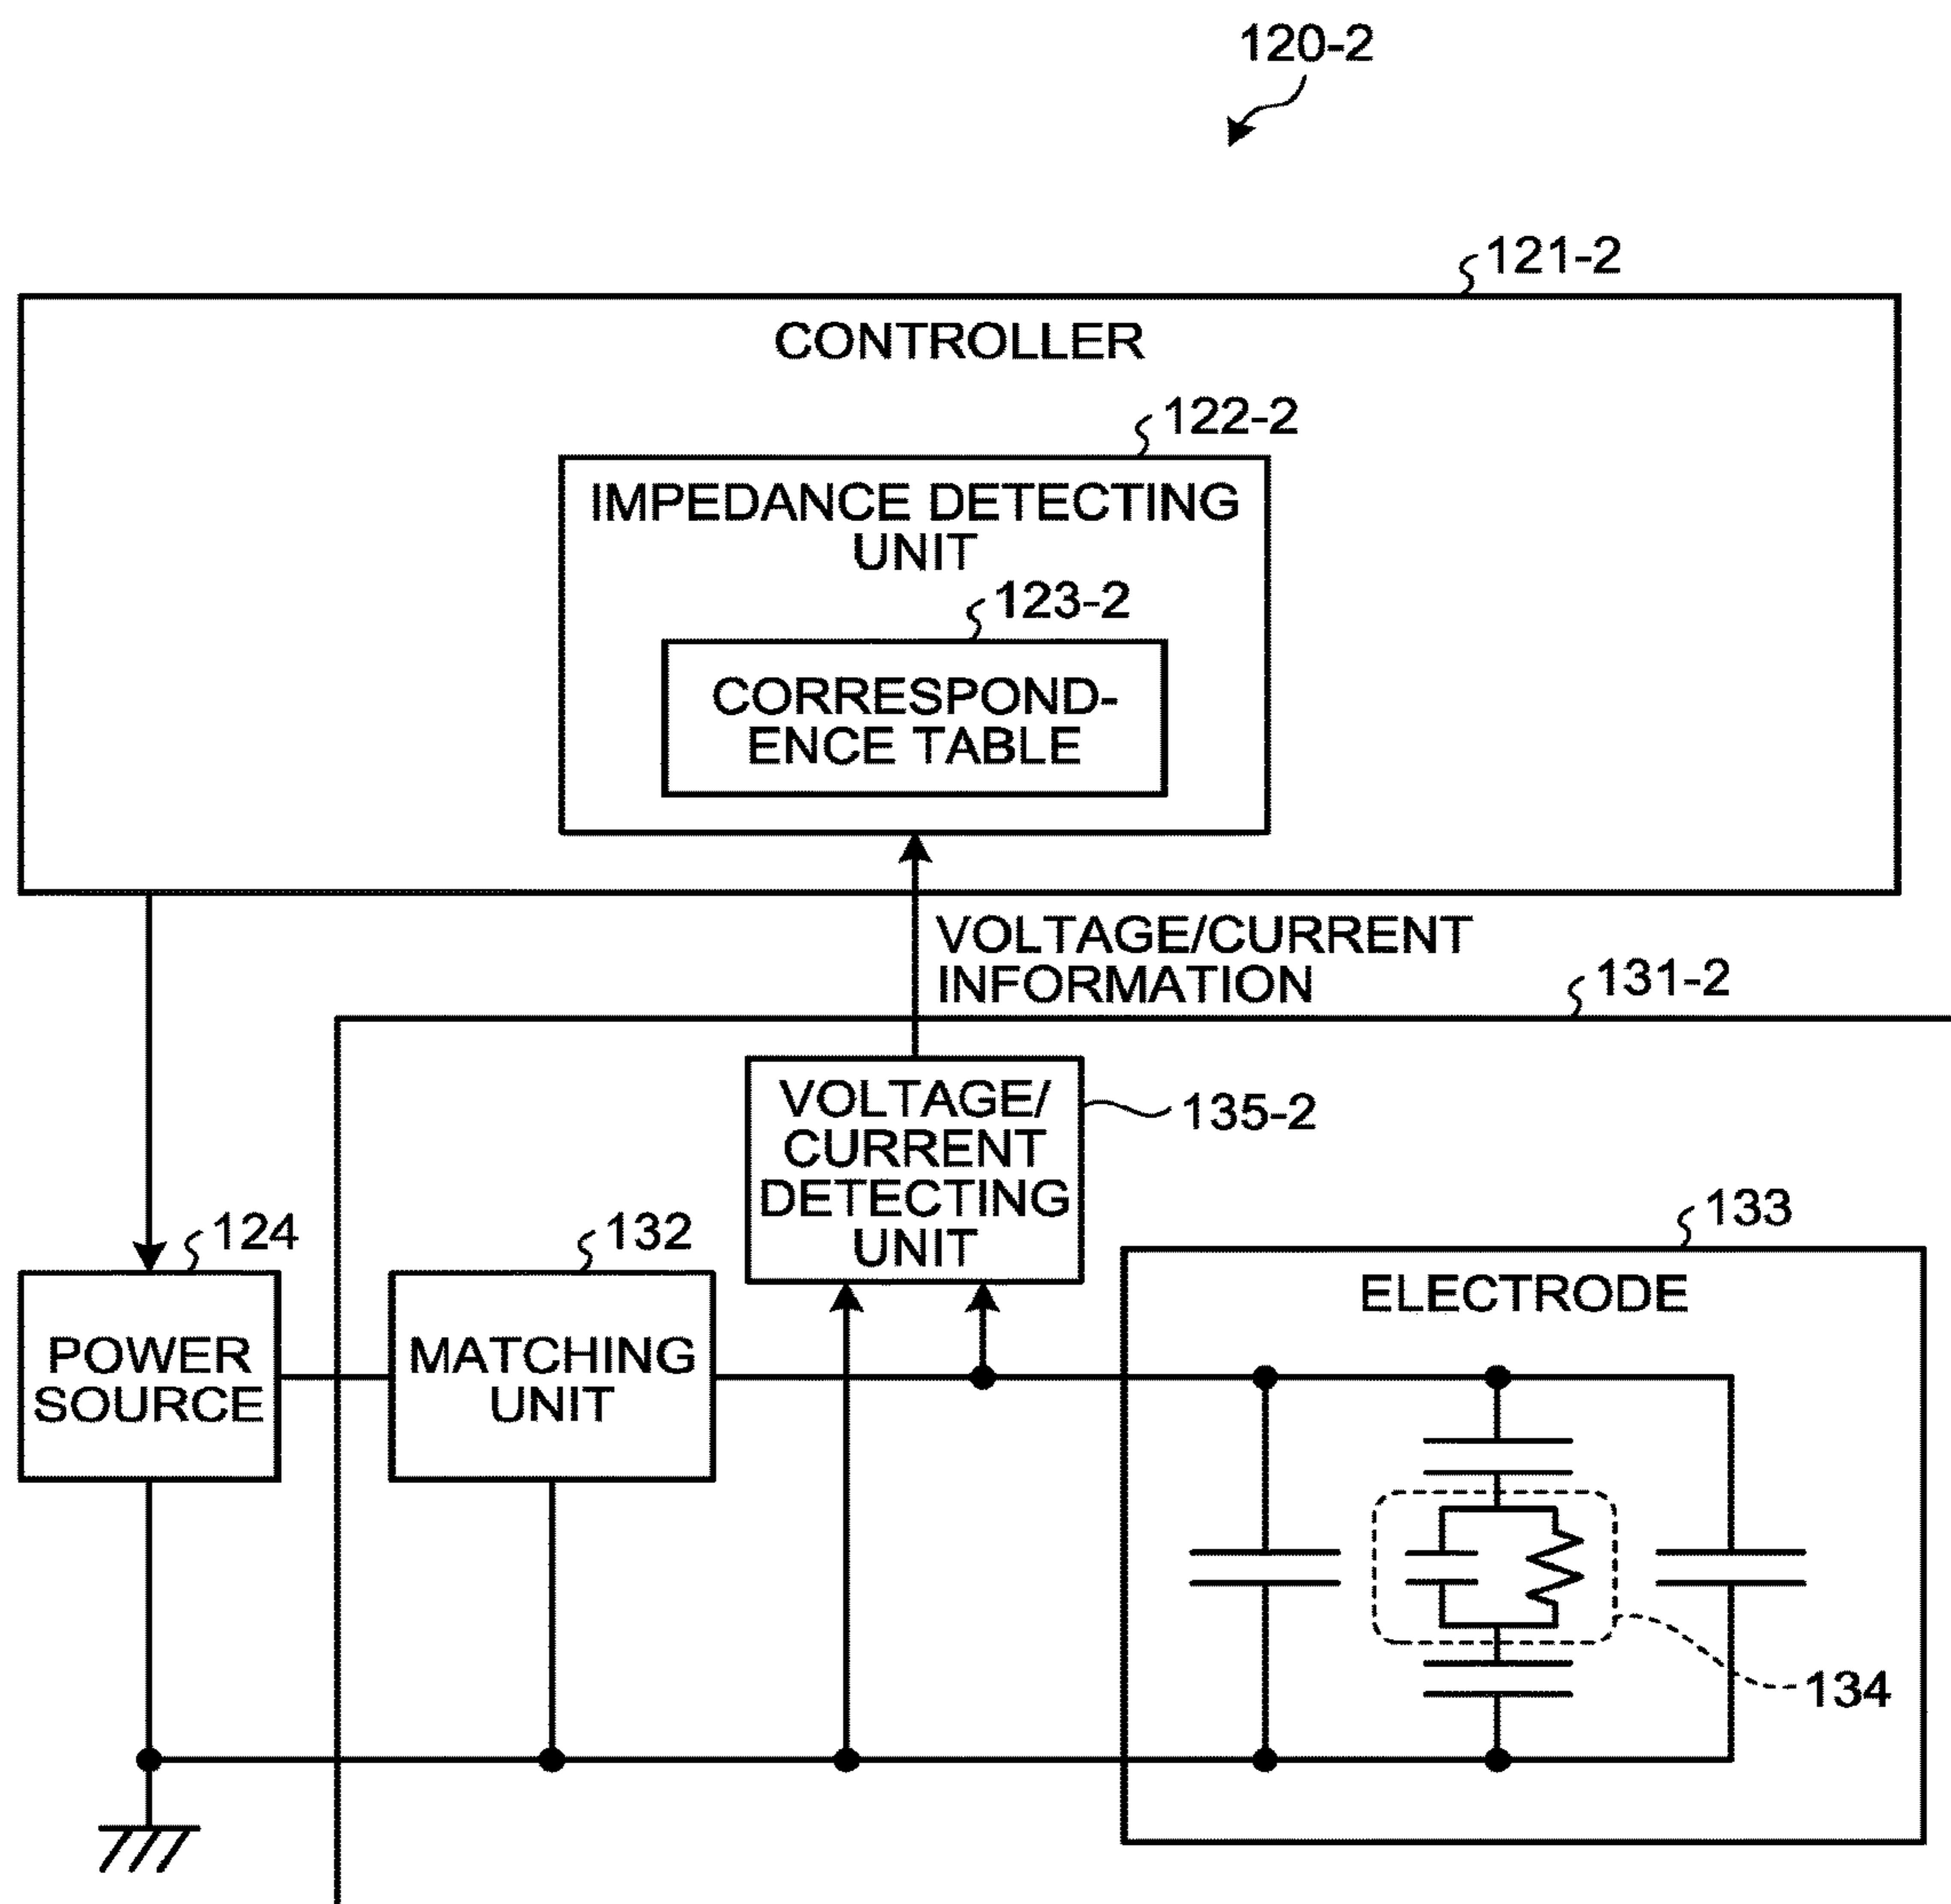 120-2
121-2
CONTROLLER
122-2
IMPEDANCE DETECTING
UNIT
123-2
CORRESPOND-
ENCE TABLE
VOLTAGE/CURRENT
INFORMATION
131-2
VOLTAGE/
CURRENT
DETECTING
UNIT
135-2
124
POWER
SOURCE
132
MATCHING
UNIT
133
ELECTRODE
134